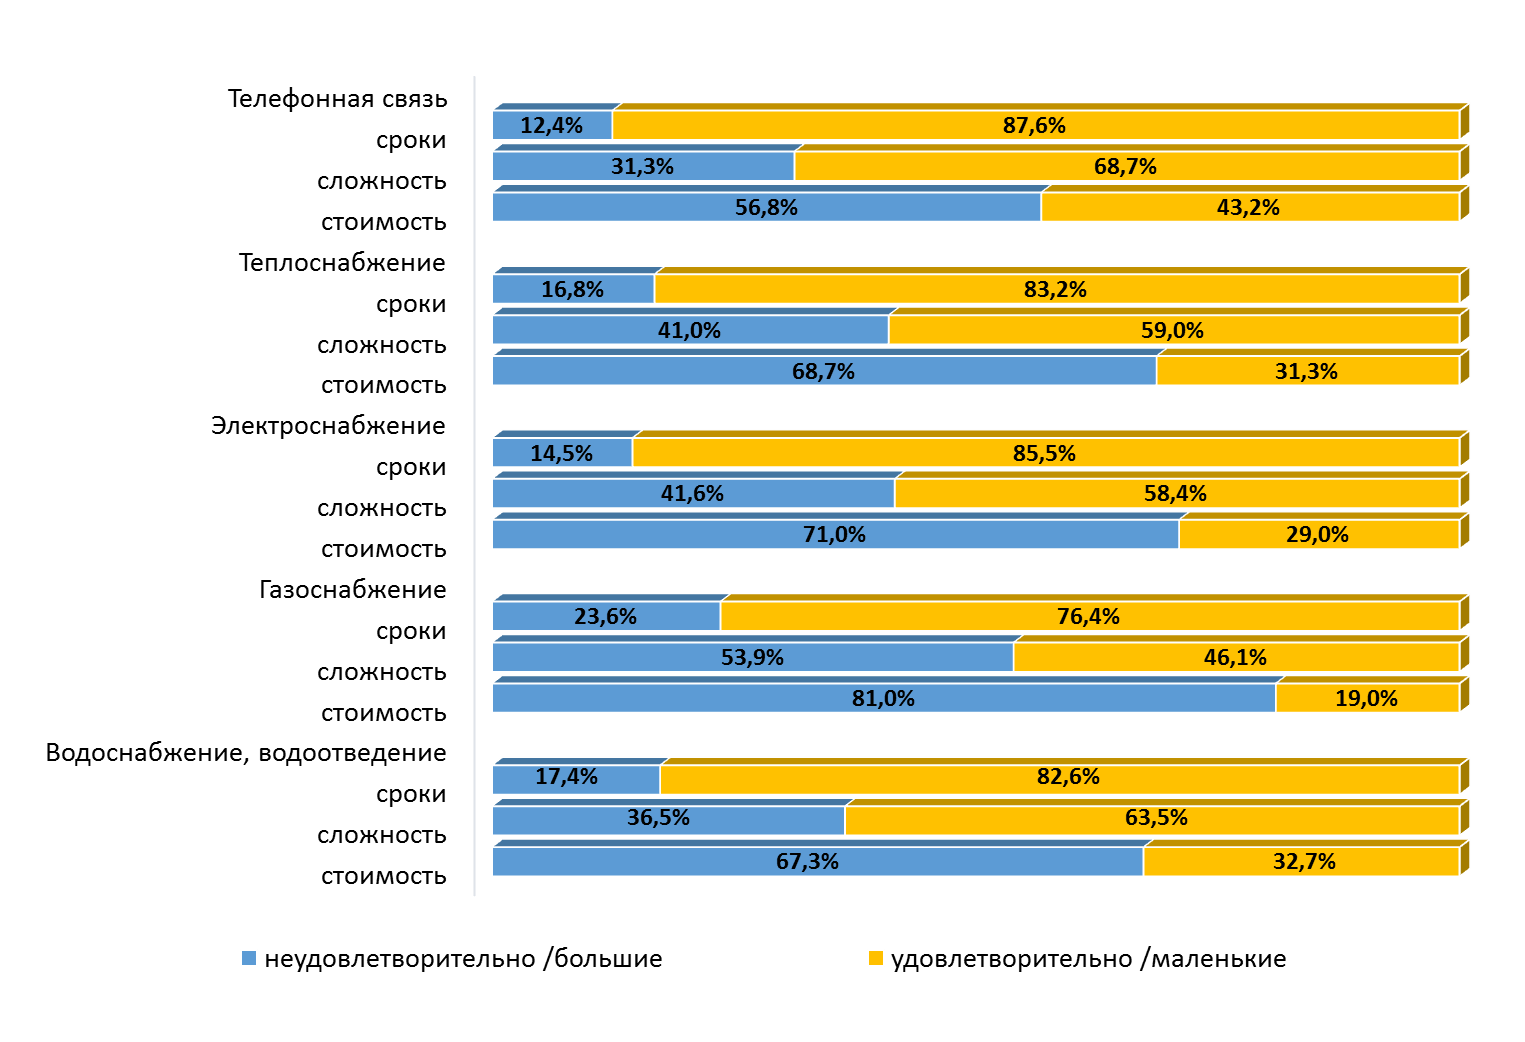 Телефонная связь
сроки 12,4% 87,6%
сложность 31,3% 68,7%
стоимость 56,8% 43,2%
Теплоснабжение
сроки 16,8% 83,2%
сложность 41,0% 59,0%
стоимость 68,7% 31,3%
Электроснабжение
сроки 14,5% 85,5%
сложность 41,6% 58,4%
стоимость 71,0% 29,0%
Газоснабжение
сроки 23,6% 76,4%
сложность 53,9% 46,1%
стоимость 81,0% 19,0%
Водоснабжение, водоотведение
сроки 17,4% 82,6%
сложность 36,5% 63,5%
стоимость 67,3% 32,7%
неудовлетворительно /большие удовлетворительно /маленькие